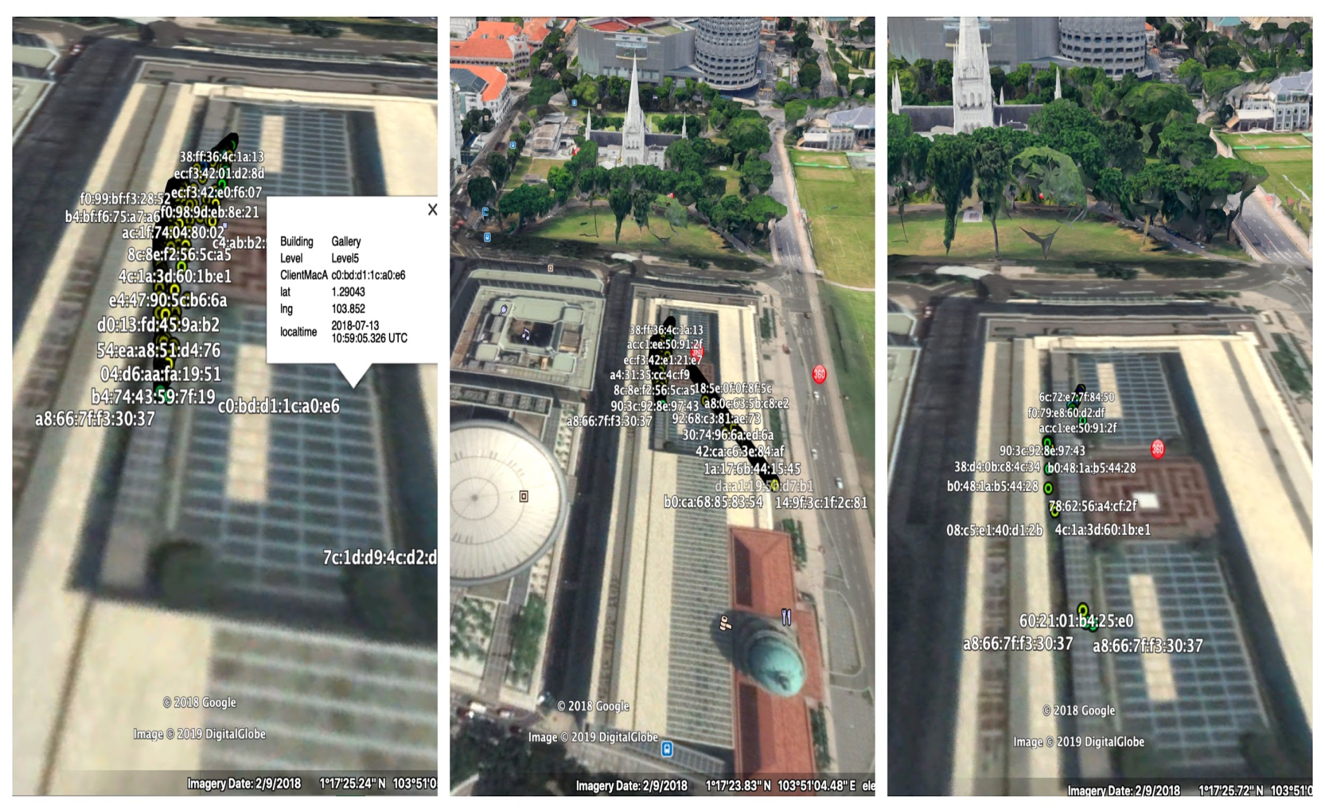 38:ff:36:4c:1a:13
ec:f3:42:01:d2:8d
f0:99:bf:f3:28:52
ec:f3:42:e0:f6:07
b4:bf:f6:75:a7:a6
f0:98:9d:eb:8e:21
ac:1f:74:04:80:02
c4:ab:b2:
8c:8e:f2:56:5c:a5
4c:1a:3d:60:1b:e1
e4:47:90:5c:b6:6a
d0:13:fd:45:9a:b2
54:ea:a8:51:d4:76
04:d6:aa:fa:19:51
b4:74:43:59:7f:19
a8:66:7f:f3:30:37
X
Building Gallery
Level Level5
ClientMacA c0:bd:d1:1c:a0:e6
lat 1.29043
lng 103.852
localtime 2018-07-13
10:59:05.326 UTC
c0:bd:d1:1c:a0:e6
7c:1d:d9:4c:d2:d
© 2018 Google
Image © 2019 DigitalGlobe
Imagery Date: 2/9/2018 1°17'25.24" N 103°51'0
38:ff:36:4c:1a:13
ac:c1:ee:50:91:2f
360
ec:f3:42:e1:21:e7
a4:31:35:cc:4c:f9
8c:8e:f2:56:5c:a5
18:5e:0f:0f:8f:5c
90:3c:92:8e:97:43
a8:0c:63:5b:c8:e2
a8:66:7f:f3:30:37
92:68:c3:81:ae:73
30:74:96:6a:ed:6a
42:ca:c6:3e:84:af
1a:17:6b:44:15:45
b0:ca:68:85:83:54
14:9f:3c:1f:2c:81
360
© 2018 Google
Image © 2019 DigitalGlobe
Imagery Date: 2/9/2018 1°17'23.83" N 103°51'04.48" E ele
6c:72:e7:7f:84:50
f0:79:e8:60:d2:df
ac:c1:ee:50:91:2f
90:3c:92:8e:97:43
360
38:d4:0b:c8:4c:34
b0:48:1a:b5:44:28
b0:48:1a:b5:44:28
78:62:56:a4:cf:2f
08:c5:e1:40:d1:2b
4c:1a:3d:60:1b:e1
60:21:01:b4:25:e0
a8:66:7f:f3:30:37
a8:66:7f:f3:30:37
© 2018 Google
Image © 2019 DigitalGlobe
Imagery Date: 2/9/2018 1°17'25.72" N 103°51'0